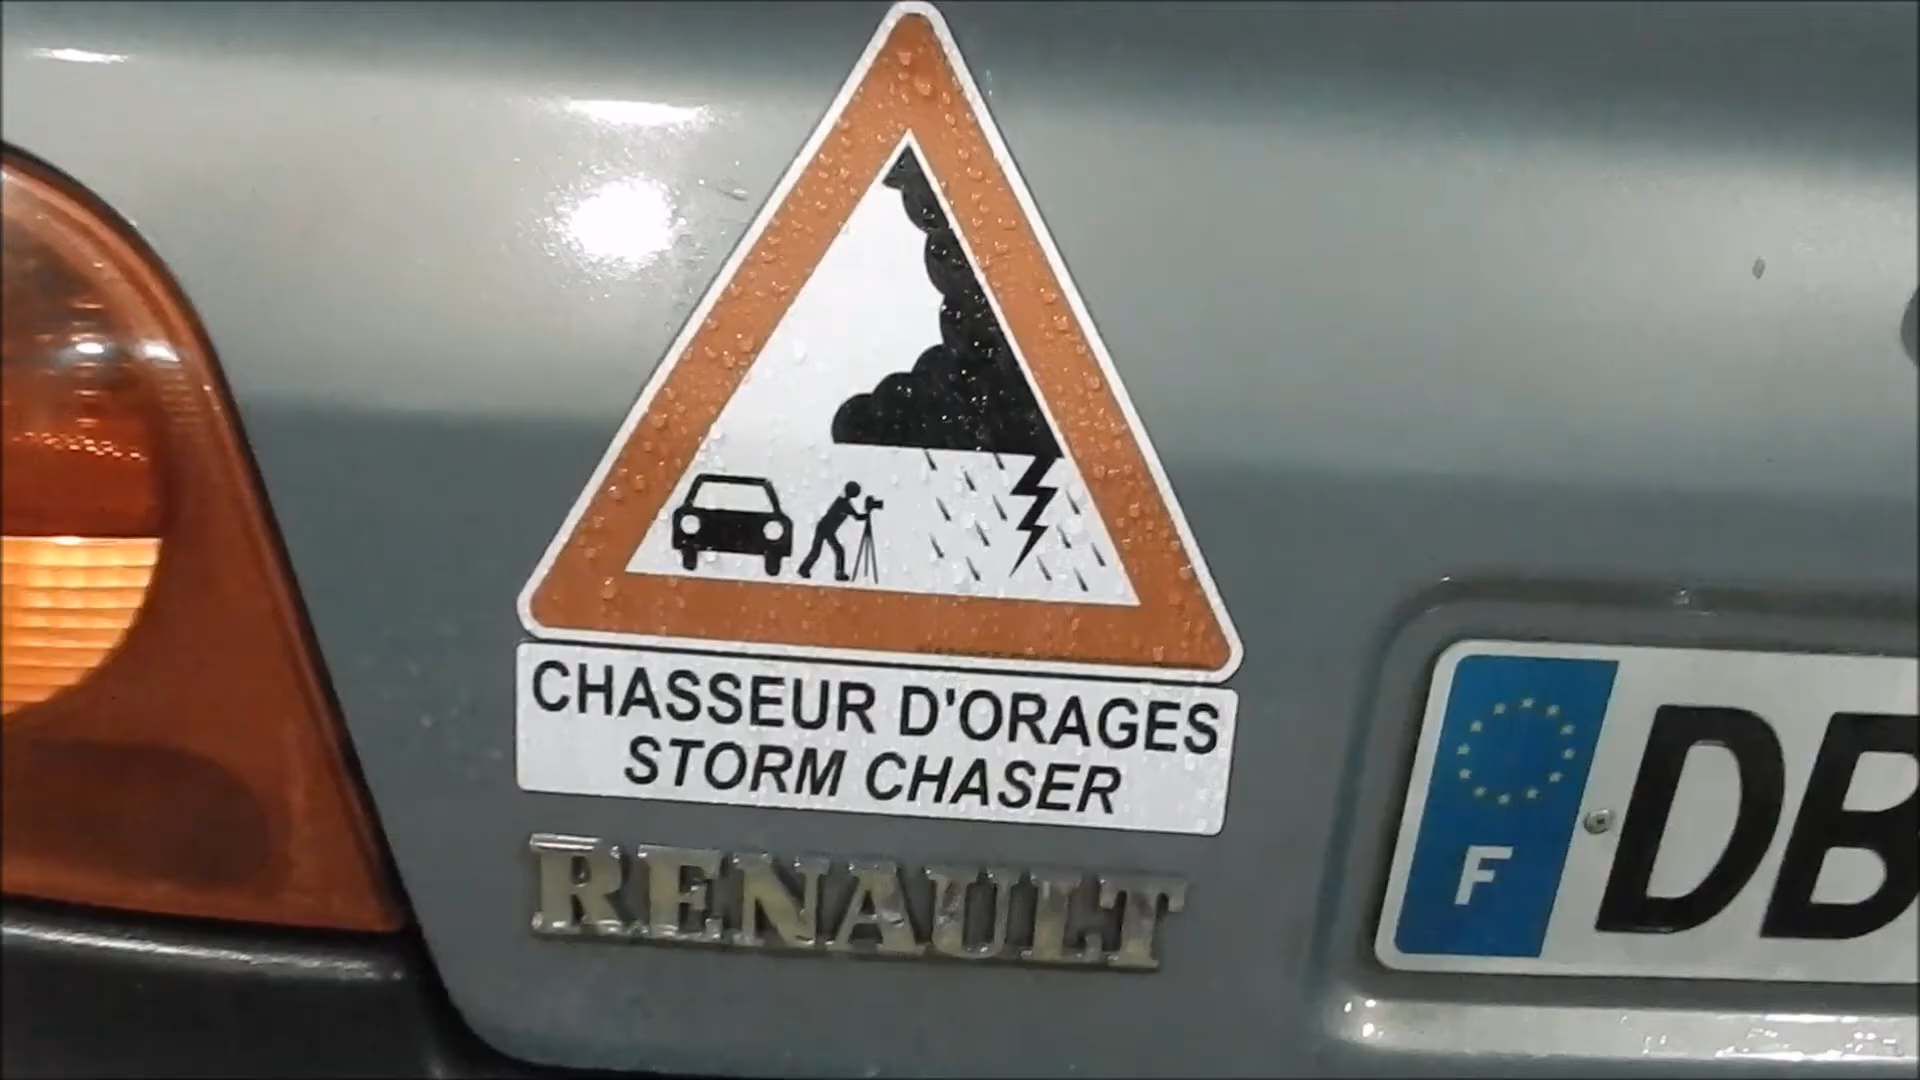 CHASSEUR D'ORAGES
STORM CHASER
RENAULT
F
DB